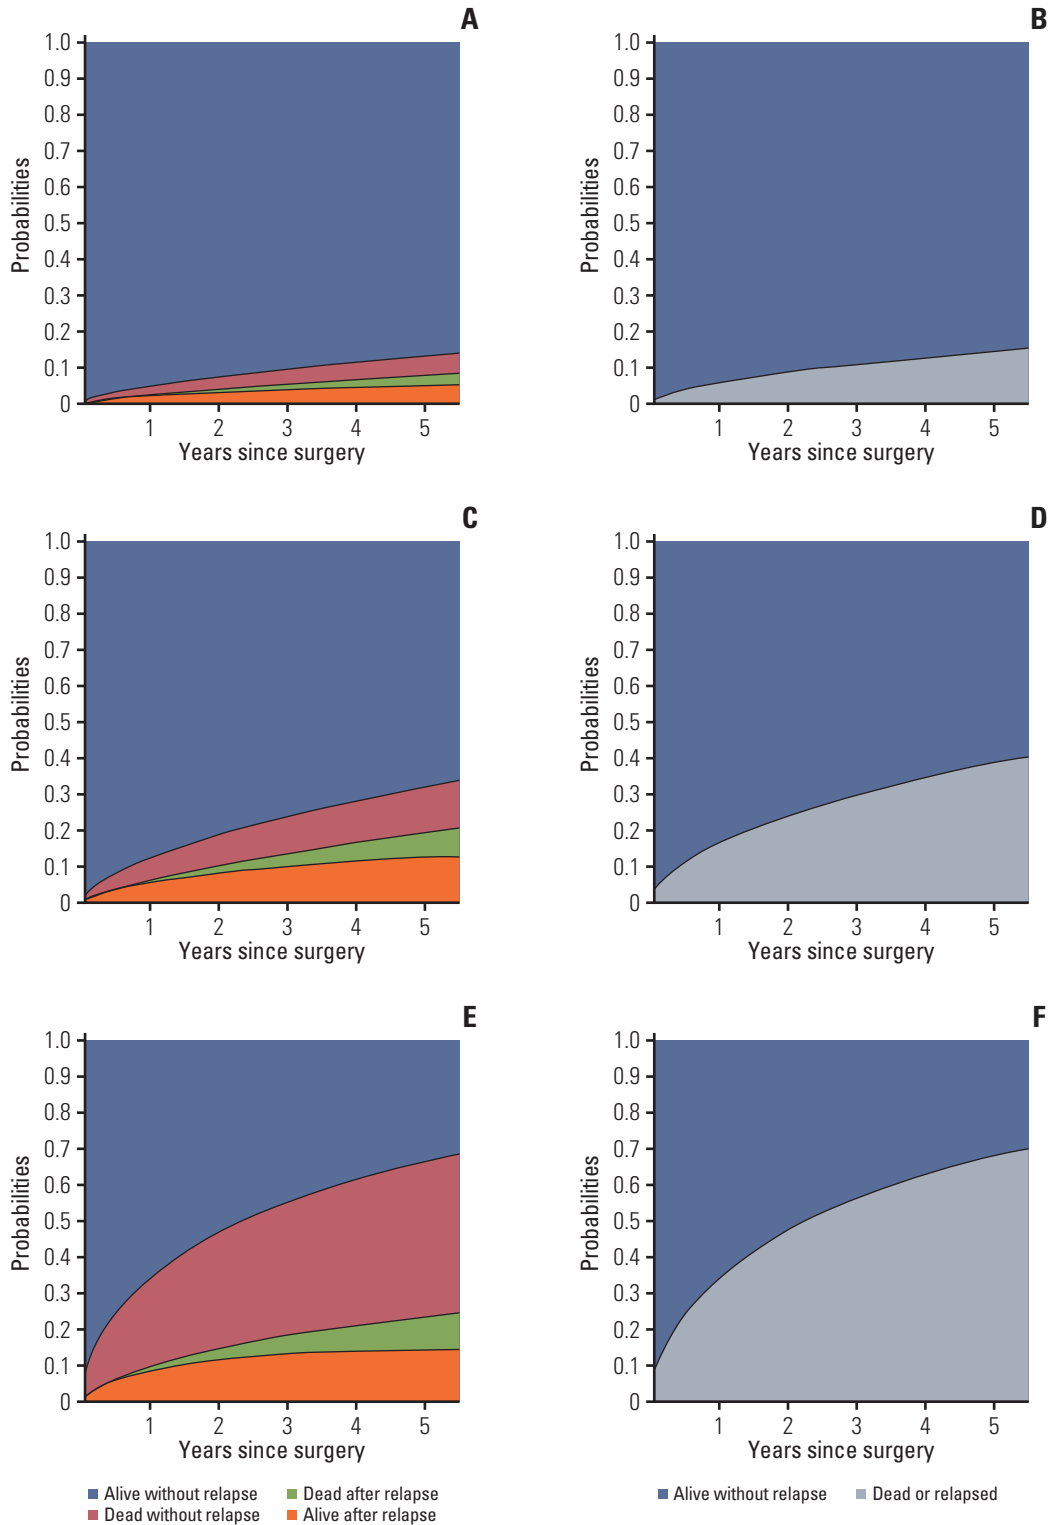 A
1.0
0.9
0.8
0.7
0.6
0.5
0.4
0.3
0.2
0.1
0
Probabilities
1 2 3 4 5
Years since surgery
B
1.0
0.9
0.8
0.7
0.6
0.5
0.4
0.3
0.2
0.1
0
Probabilities
1 2 3 4 5
Years since surgery
C
1.0
0.9
0.8
0.7
0.6
0.5
0.4
0.3
0.2
0.1
0
Probabilities
1 2 3 4 5
Years since surgery
D
1.0
0.9
0.8
0.7
0.6
0.5
0.4
0.3
0.2
0.1
0
Probabilities
1 2 3 4 5
Years since surgery
E
1.0
0.9
0.8
0.7
0.6
0.5
0.4
0.3
0.2
0.1
0
Probabilities
1 2 3 4 5
Years since surgery
Alive without relapse Dead after relapse
Dead without relapse Alive after relapse
F
1.0
0.9
0.8
0.7
0.6
0.5
0.4
0.3
0.2
0.1
0
Probabilities
1 2 3 4 5
Years since surgery
Alive without relapse Dead or relapsed